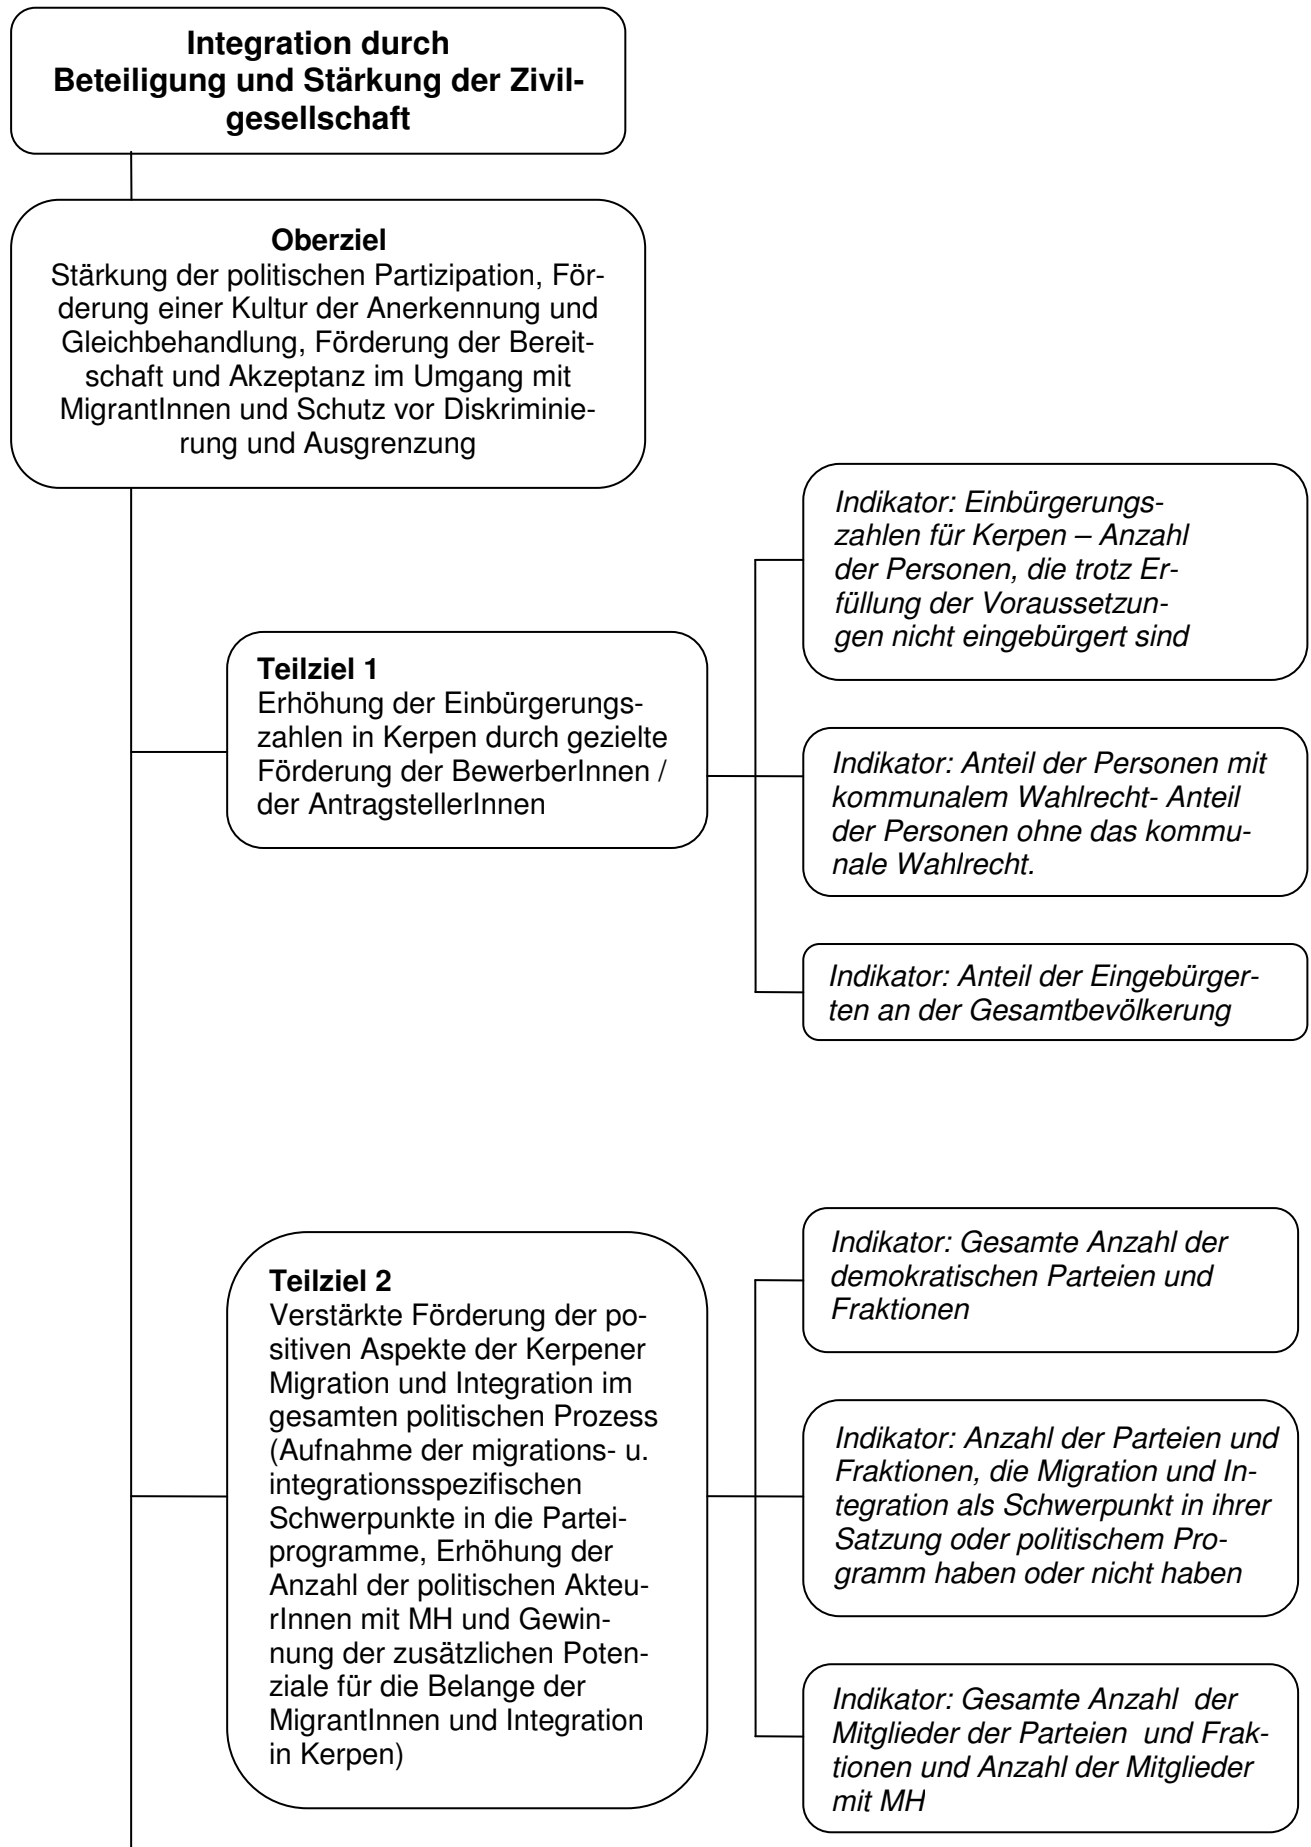 Integration durch
Beteiligung und Stärkung der Zivil-
gesellschaft
Oberziel
Stärkung der politischen Partizipation, För-
derung einer Kultur der Anerkennung und
Gleichbehandlung, Förderung der Bereit-
schaft und Akzeptanz im Umgang mit
MigrantInnen und Schutz vor Diskriminie-
rung und Ausgrenzung
Teilziel 1
Erhöhung der Einbürgerungs-
zahlen in Kerpen durch gezielte
Förderung der BewerberInnen /
der AntragstellerInnen
Indikator: Einbürgerungs-
zahlen für Kerpen – Anzahl
der Personen, die trotz Er-
füllung der Voraussetzun-
gen nicht eingebürgert sind
Indikator: Anteil der Personen mit
kommunalem Wahlrecht- Anteil
der Personen ohne das kommu-
nale Wahlrecht.
Indikator: Anteil der Eingebürger-
ten an der Gesamtbevölkerung
Teilziel 2
Verstärkte Förderung der po-
sitiven Aspekte der Kerpener
Migration und Integration im
gesamten politischen Prozess
(Aufnahme der migrations- u.
integrationsspezifischen
Schwerpunkte in die Partei-
programme, Erhöhung der
Anzahl der politischen Akteu-
rInnen mit MH und Gewin-
nung der zusätzlichen Poten-
ziale für die Belange der
MigrantInnen und Integration
in Kerpen)
Indikator: Gesamte Anzahl der
demokratischen Parteien und
Fraktionen
Indikator: Anzahl der Parteien und
Fraktionen, die Migration und In-
tegration als Schwerpunkt in ihrer
Satzung oder politischem Pro-
gramm haben oder nicht haben
Indikator: Gesamte Anzahl  der
Mitglieder der Parteien  und Frak-
tionen und Anzahl der Mitglieder
mit MH